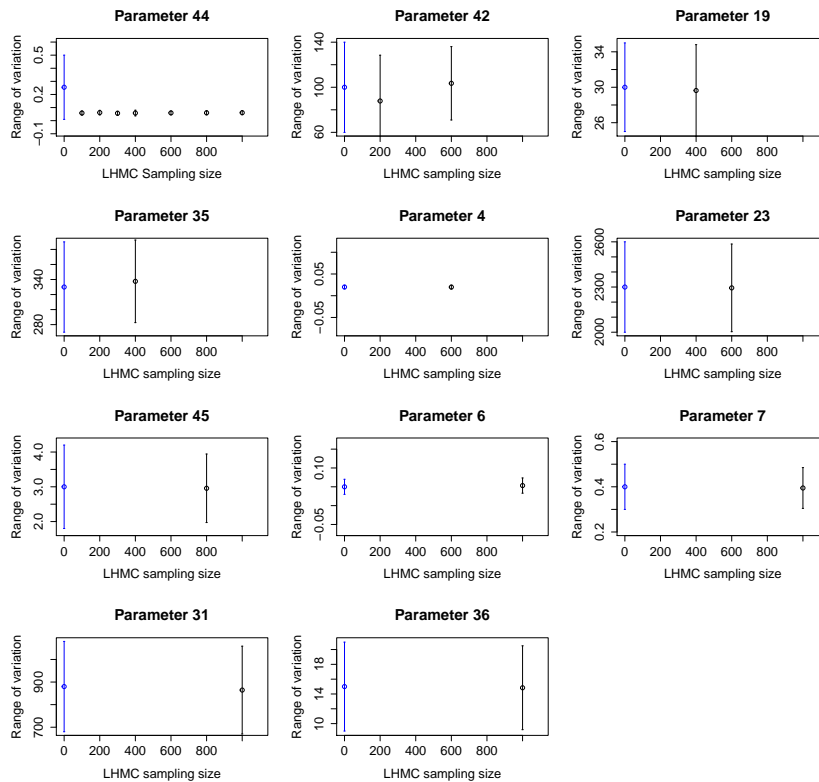 Parameter 44
Range of variation
-0.1 0.2 0.5
0 200 400 600 800
LHMC Sampling size
Parameter 42
Range of variation
60 100 140
0 200 400 600 800
LHMC sampling size
Parameter 19
Range of variation
26 30 34
0 200 400 600 800
LHMC sampling size
Parameter 35
Range of variation
280 340
0 200 400 600 800
LHMC sampling size
Parameter 4
Range of variation
-0.05 0.05
0 200 400 600 800
LHMC sampling size
Parameter 23
Range of variation
2000 2300 2600
0 200 400 600 800
LHMC sampling size
Parameter 45
Range of variation
2.0 3.0 4.0
0 200 400 600 800
LHMC sampling size
Parameter 6
Range of variation
-0.05 0.10
0 200 400 600 800
LHMC sampling size
Parameter 7
Range of variation
0.2 0.4 0.6
0 200 400 600 800
LHMC sampling size
Parameter 31
Range of variation
700 900
0 200 400 600 800
LHMC sampling size
Parameter 36
Range of variation
10 14 18
0 200 400 600 800
LHMC sampling size